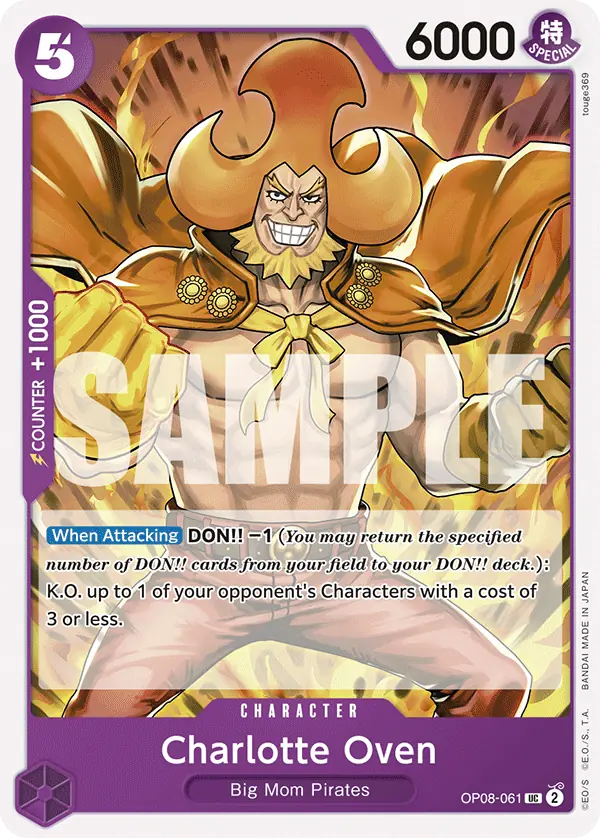 5
6000
特
SPECIAL
touge369
COUNTER +1000
SAMPLE
When Attacking DON!! −1 (You may return the specified
number of DON!! cards from your field to your DON!! deck.):
K.O. up to 1 of your opponent's Characters with a cost of
3 or less.
BANDAI MADE IN JAPAN
©E.O./S., T.A.
©EO/S
CHARACTER
Charlotte Oven
Big Mom Pirates
OP08-061 UC 2